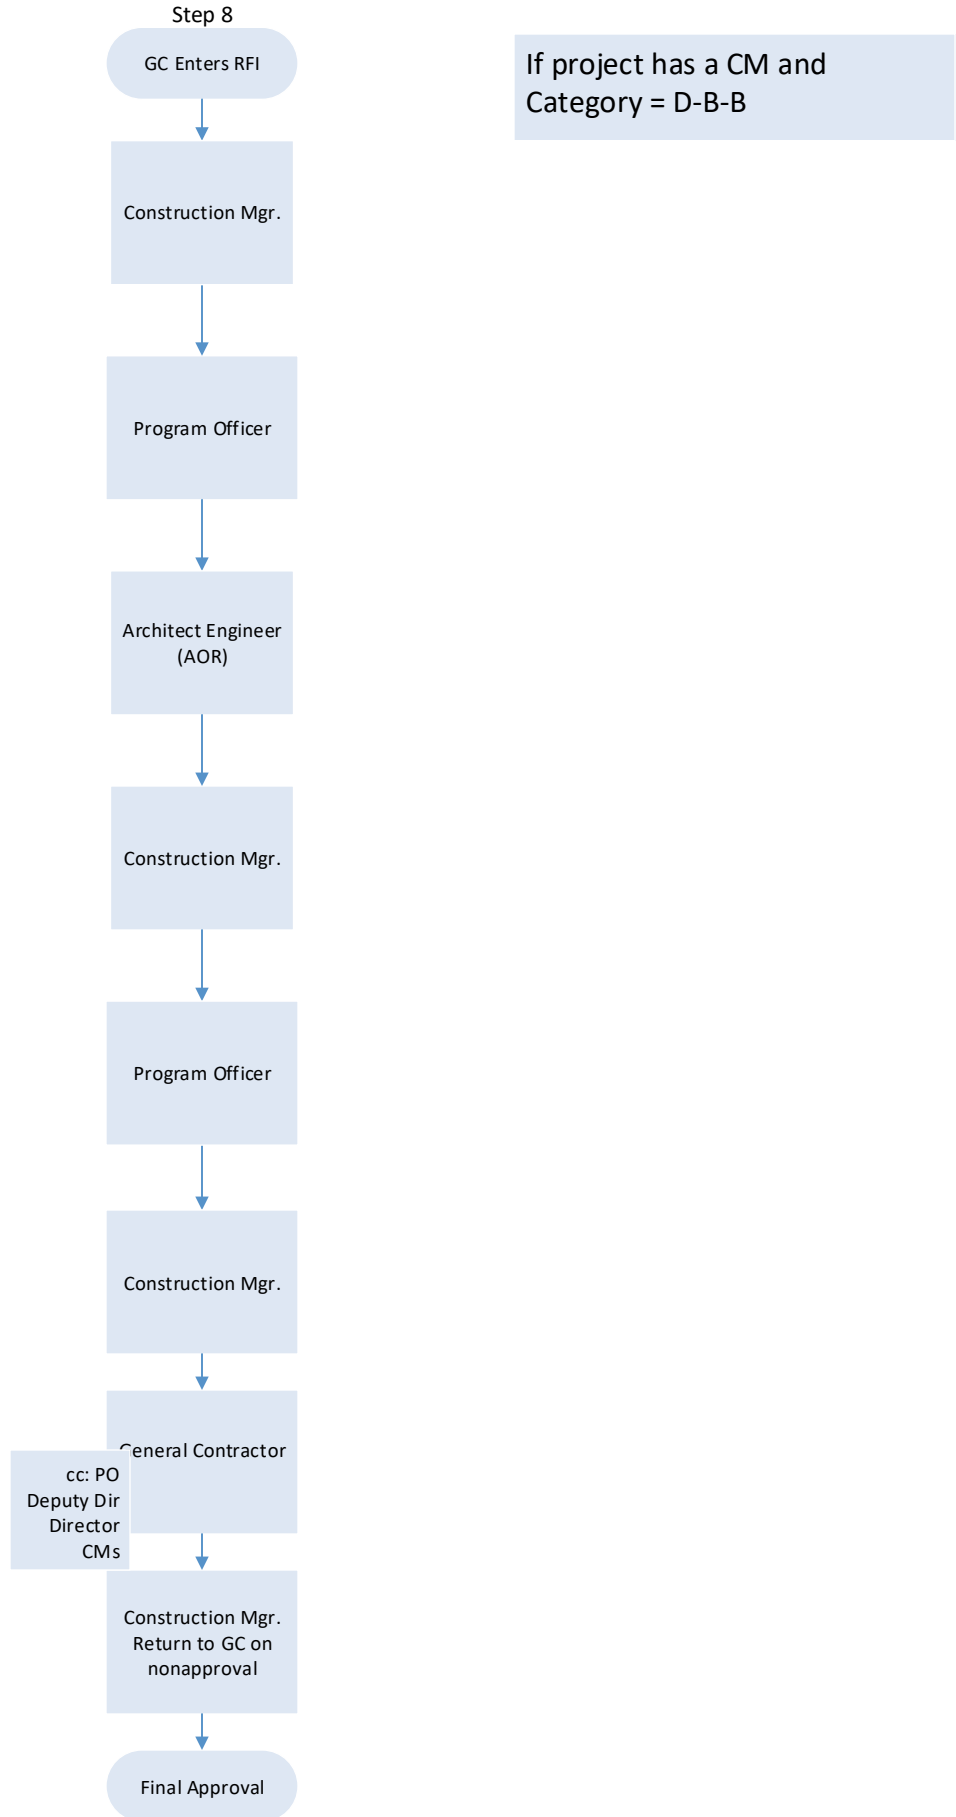 Step 8
GC Enters RFI
If project has a CM and
Category = D-B-B
Construction Mgr.
Program Officer
Architect Engineer
(AOR)
Construction Mgr.
Program Officer
Construction Mgr.
General Contractor
cc: PO
Deputy Dir
Director
CMs
Construction Mgr.
Return to GC on
nonapproval
Final Approval